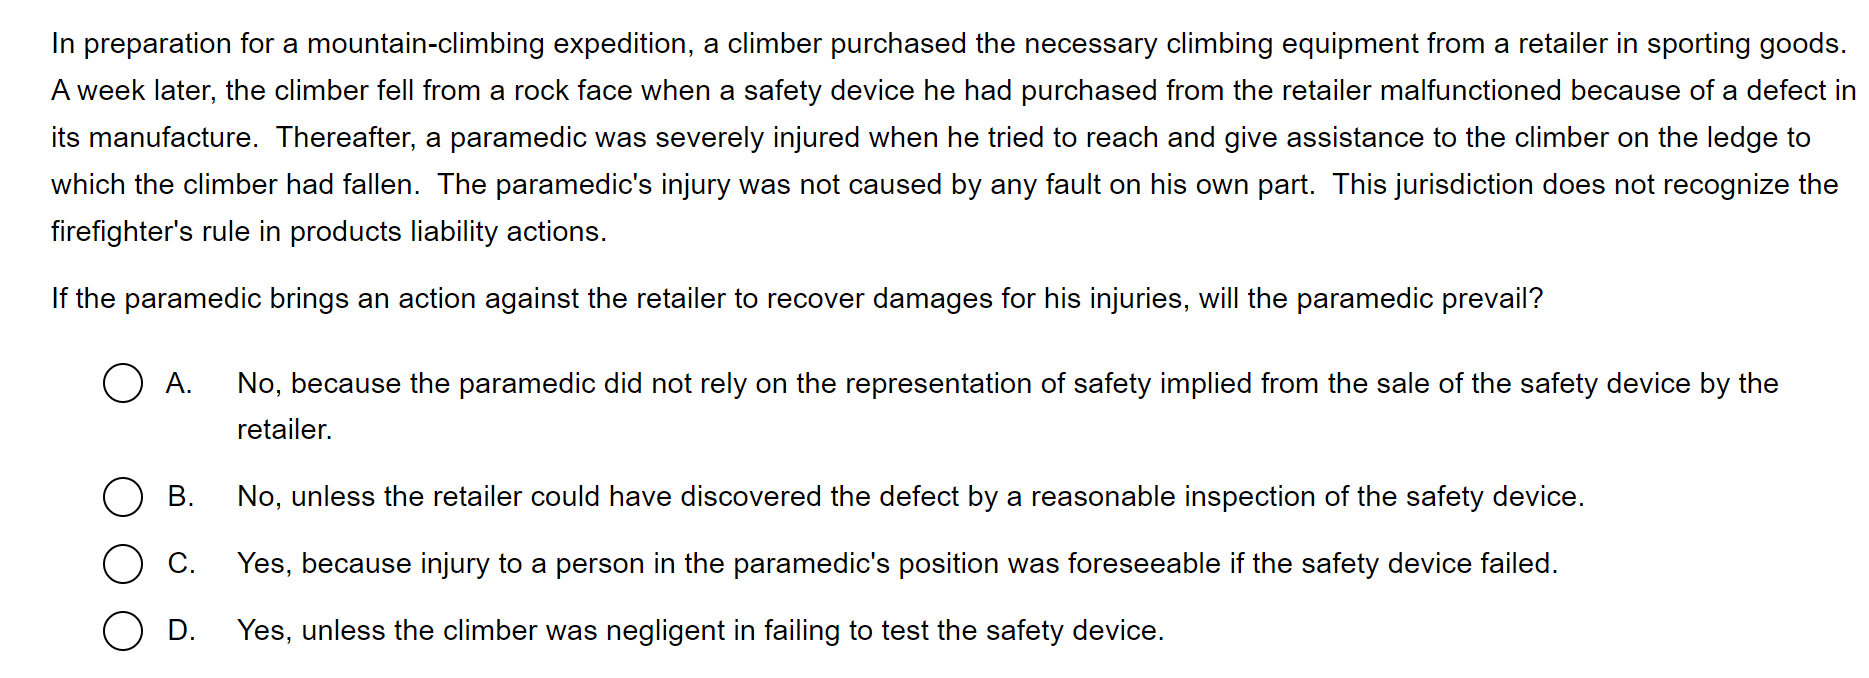 In preparation for a mountain-climbing expedition, a climber purchased the necessary climbing equipment from a retailer in sporting goods.
A week later, the climber fell from a rock face when a safety device he had purchased from the retailer malfunctioned because of a defect in
its manufacture.  Thereafter, a paramedic was severely injured when he tried to reach and give assistance to the climber on the ledge to
which the climber had fallen.  The paramedic's injury was not caused by any fault on his own part.  This jurisdiction does not recognize the
firefighter's rule in products liability actions.
If the paramedic brings an action against the retailer to recover damages for his injuries, will the paramedic prevail?
A. No, because the paramedic did not rely on the representation of safety implied from the sale of the safety device by the
retailer.
B. No, unless the retailer could have discovered the defect by a reasonable inspection of the safety device.
C. Yes, because injury to a person in the paramedic's position was foreseeable if the safety device failed.
D. Yes, unless the climber was negligent in failing to test the safety device.